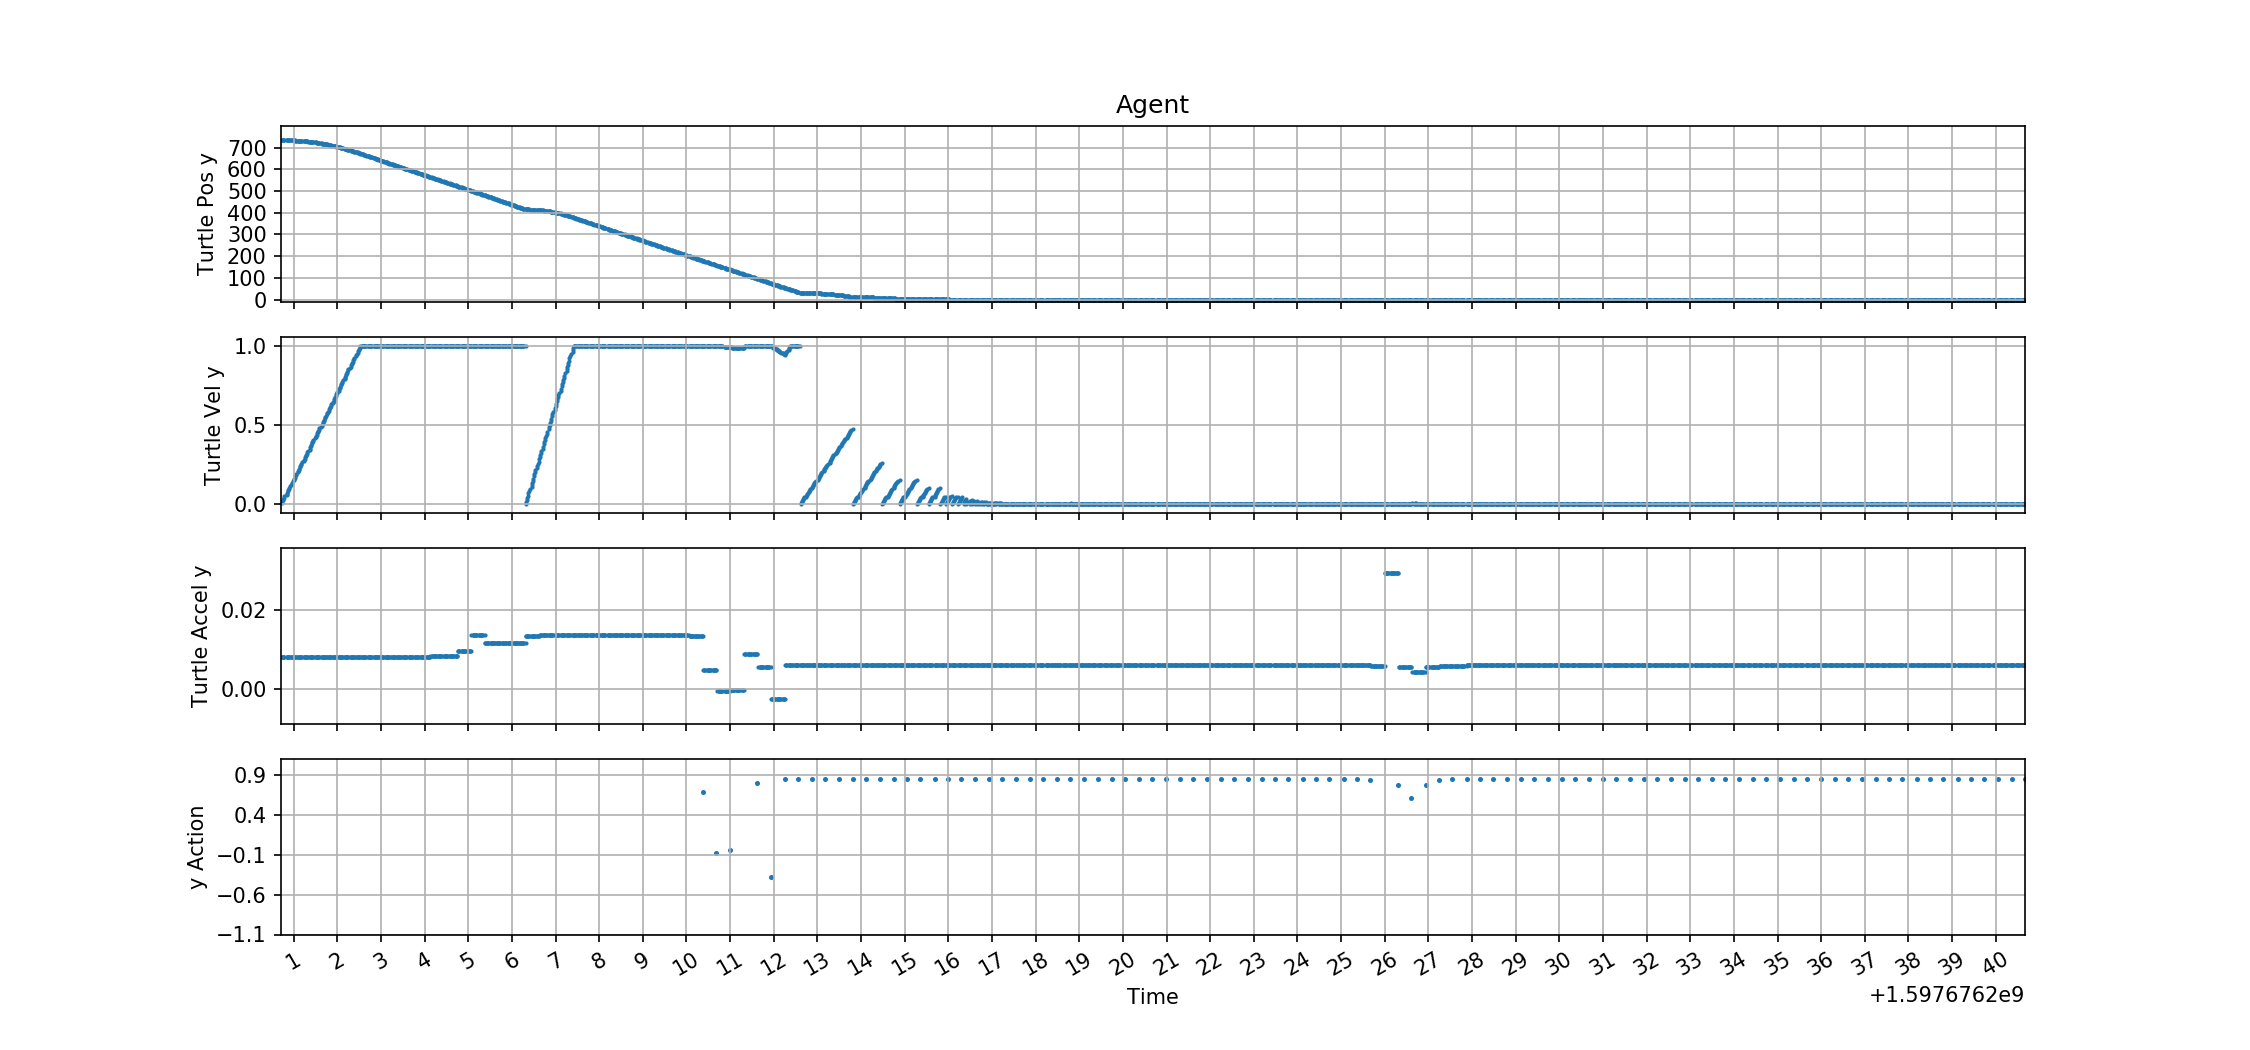 Agent
Turtle Pos y
700
600
500
400
300
200
100
0
Turtle Vel y
1.0
0.5
0.0
Turtle Accel y
0.02
0.00
y Action
0.9
0.4
−0.1
−0.6
−1.1
1 2 3 4 5 6 7 8 9 10 11 12 13 14 15 16 17 18 19 20 21 22 23 24 25 26 27 28 29 30 31 32 33 34 35 36 37 38 39 40
Time
+1.5976762e9